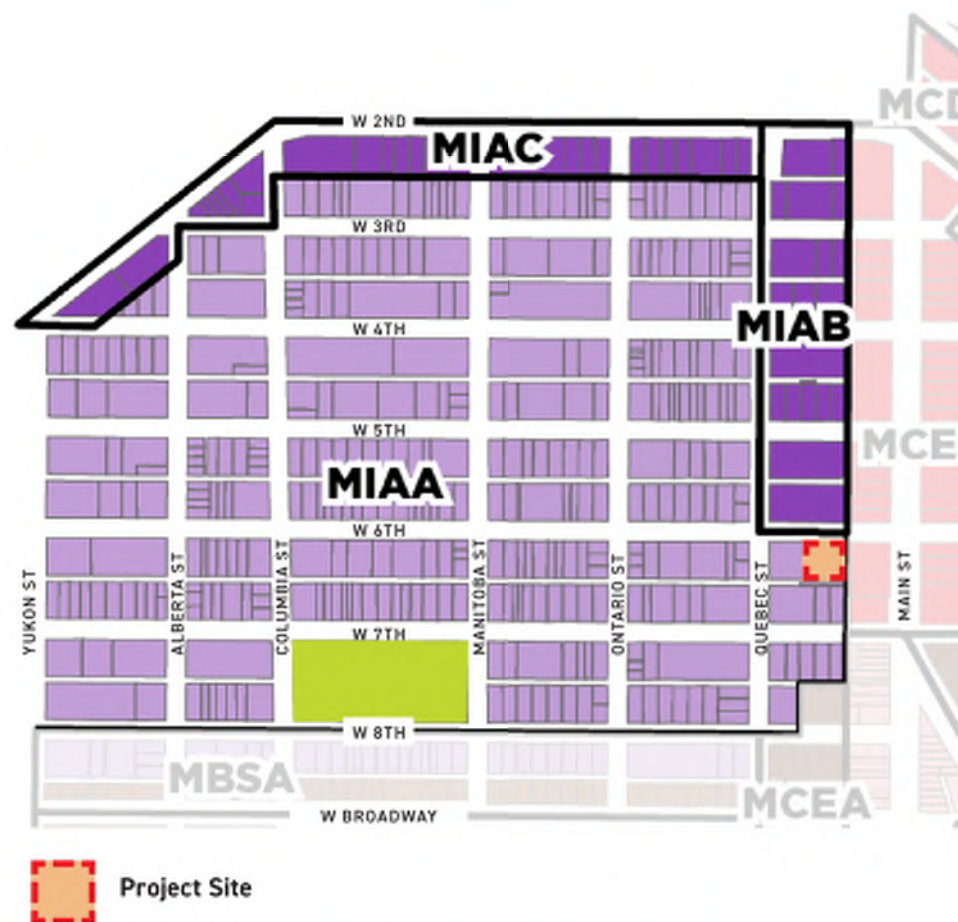 MCD
W 2ND
MIAC
W 3RD
MIAB
W 4TH
W 5TH
MCE
MIAA
W 6TH
YUKON ST
ALBERTA ST
COLUMBIA ST
MANITOBA ST
ONTARIO ST
QUEBEC ST
MAIN ST
W 7TH
W 8TH
MBSA
MCEA
W BROADWAY
Project Site